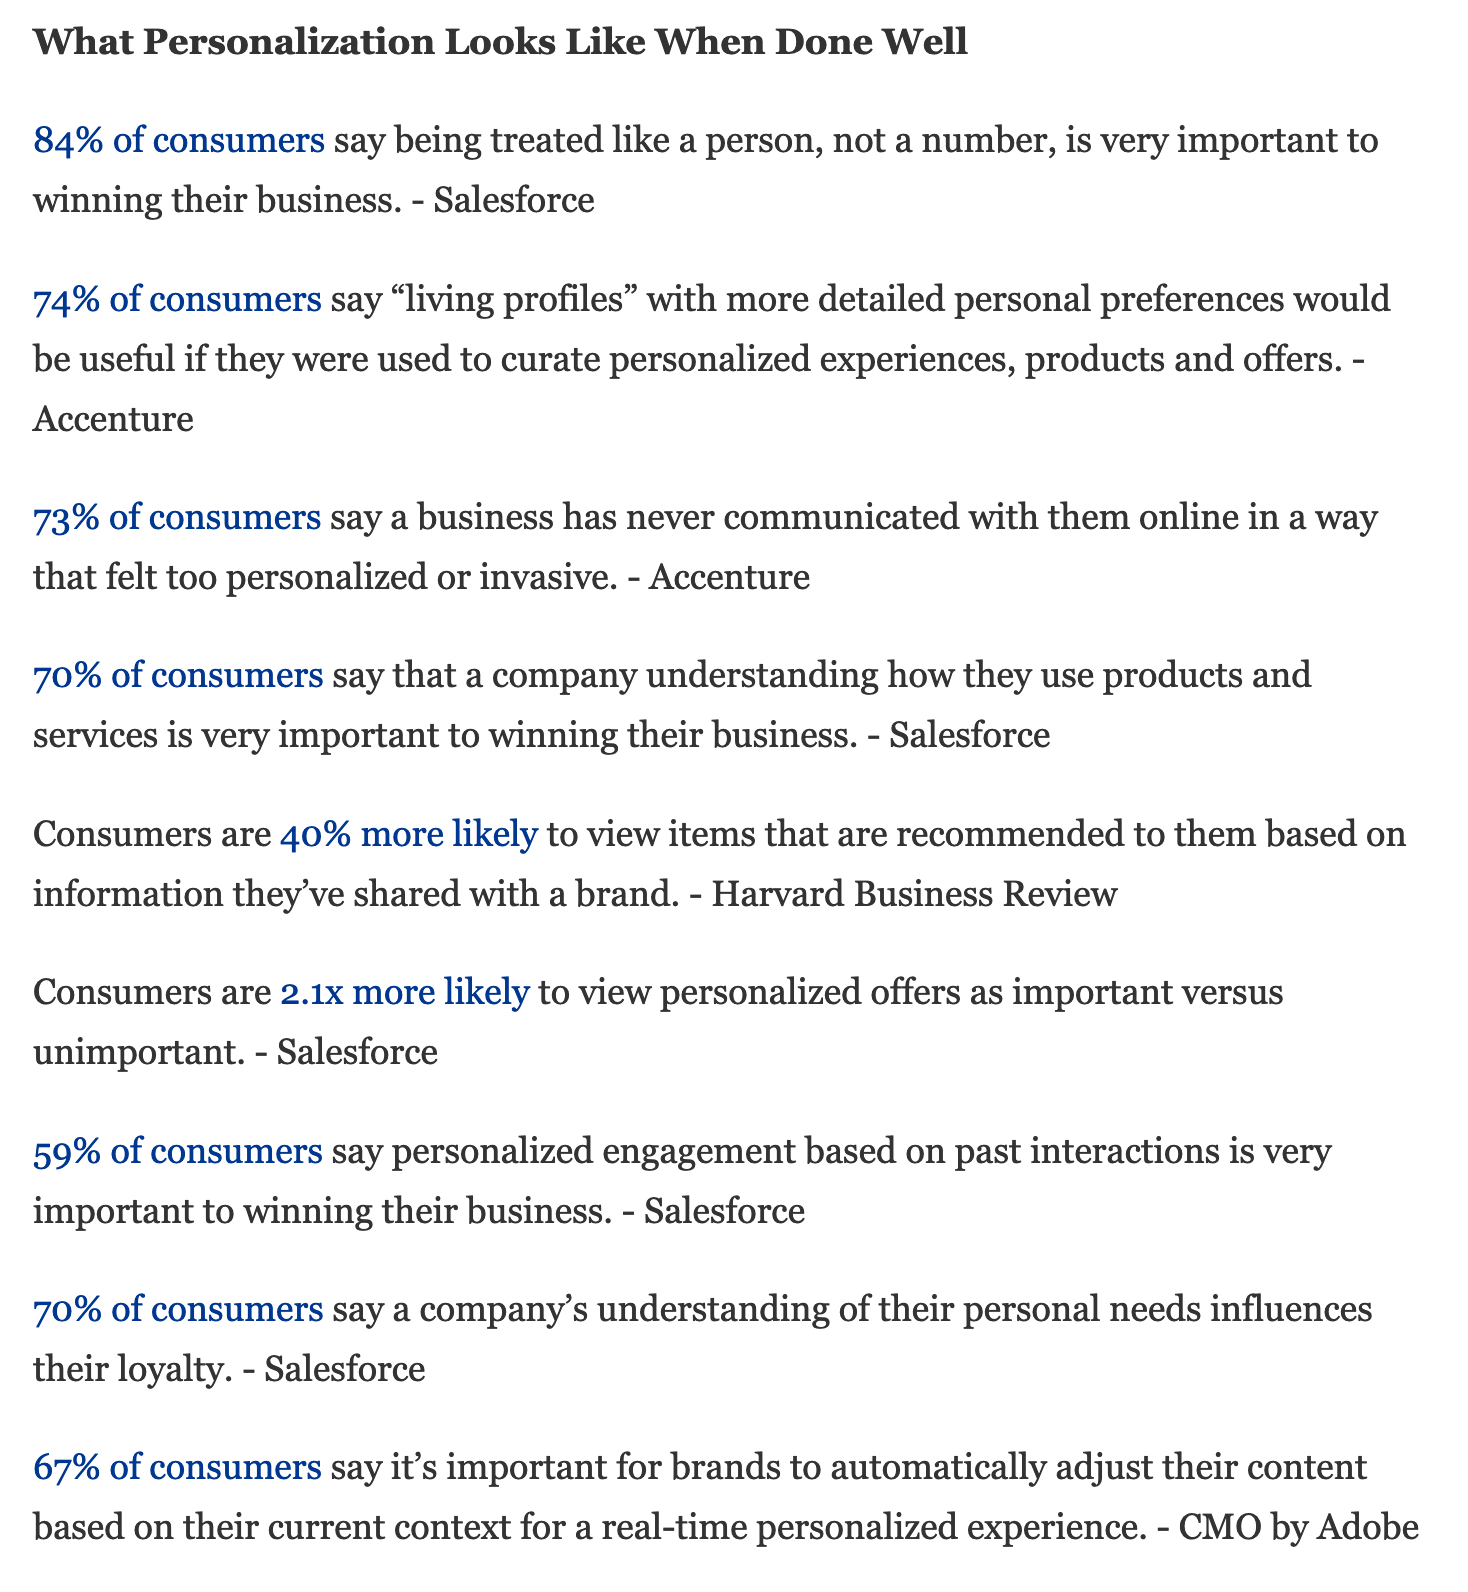 What Personalization Looks Like When Done Well
84% of consumers say being treated like a person, not a number, is very important to
winning their business. - Salesforce
74% of consumers say “living profiles” with more detailed personal preferences would
be useful if they were used to curate personalized experiences, products and offers. -
Accenture
73% of consumers say a business has never communicated with them online in a way
that felt too personalized or invasive. - Accenture
70% of consumers say that a company understanding how they use products and
services is very important to winning their business. - Salesforce
Consumers are 40% more likely to view items that are recommended to them based on
information they’ve shared with a brand. - Harvard Business Review
Consumers are 2.1x more likely to view personalized offers as important versus
unimportant. - Salesforce
59% of consumers say personalized engagement based on past interactions is very
important to winning their business. - Salesforce
70% of consumers say a company’s understanding of their personal needs influences
their loyalty. - Salesforce
67% of consumers say it’s important for brands to automatically adjust their content
based on their current context for a real-time personalized experience. - CMO by Adobe